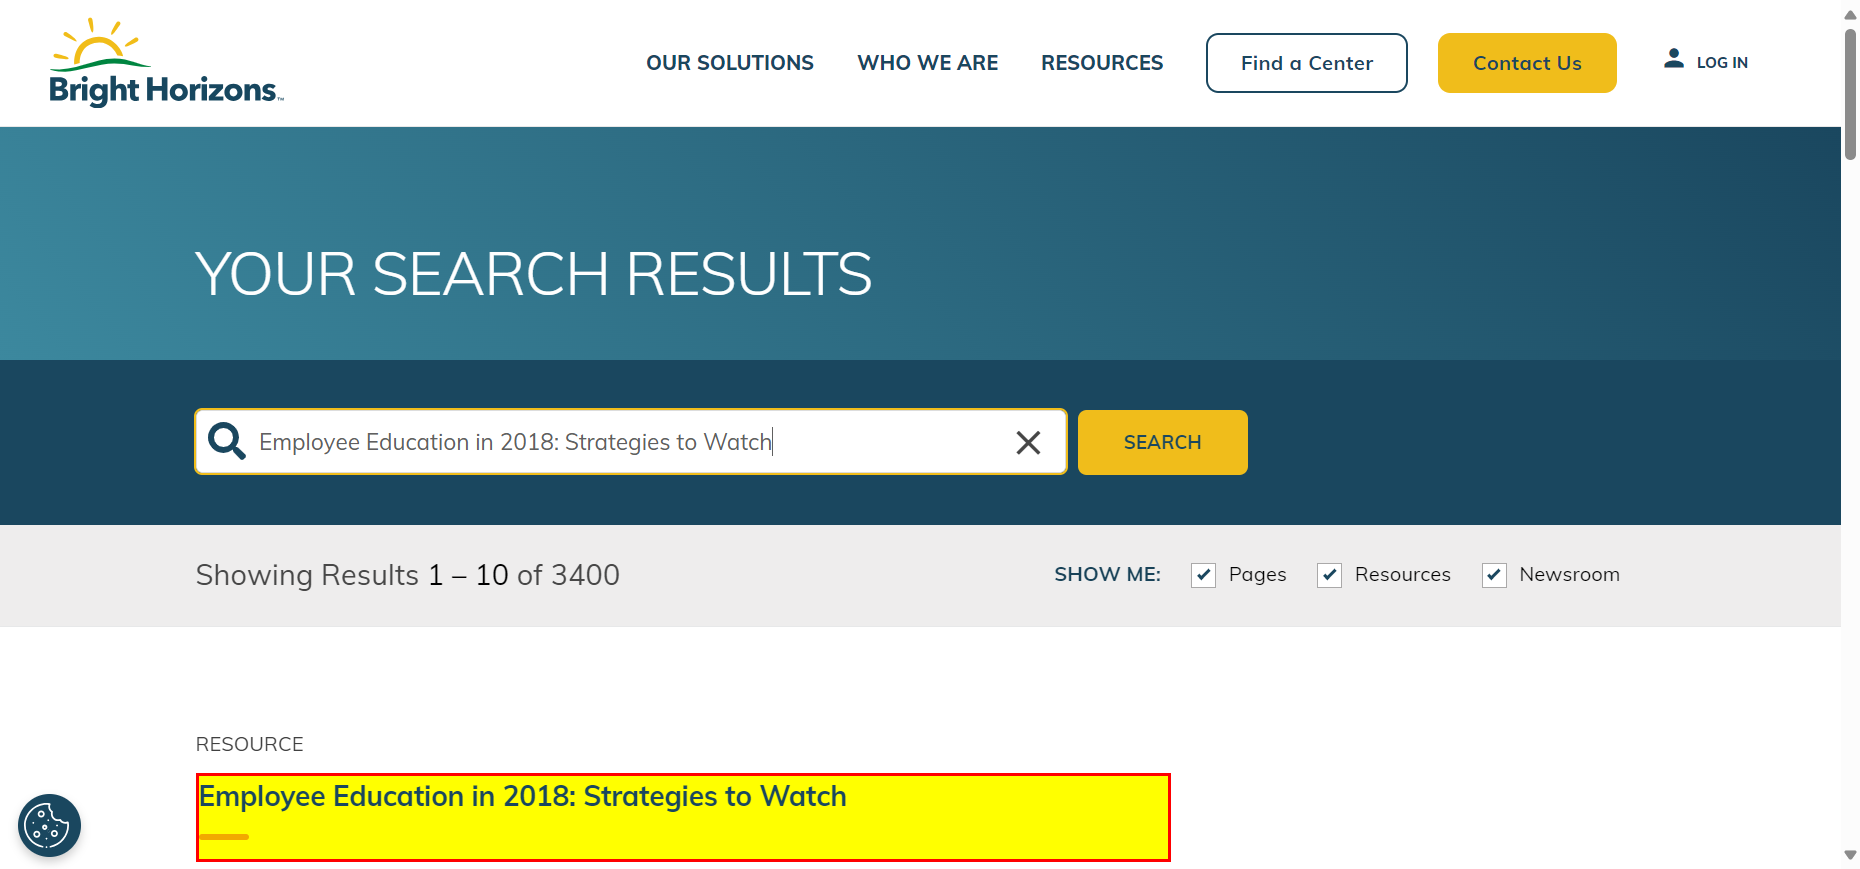 Bright Horizons™
OUR SOLUTIONS
WHO WE ARE
RESOURCES
Find a Center
Contact Us
LOG IN
YOUR SEARCH RESULTS
Employee Education in 2018: Strategies to Watch
SEARCH
Showing Results 1 – 10 of 3400
SHOW ME:
Pages
Resources
Newsroom
RESOURCE
Employee Education in 2018: Strategies to Watch